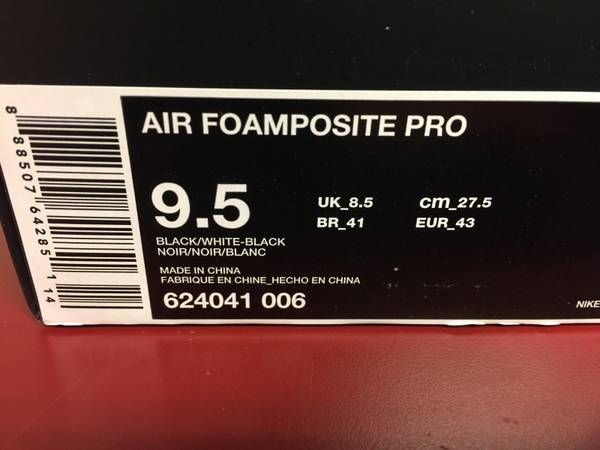 AIR FOAMPOSITE PRO
9.5
UK_8.5 cm_27.5
BR_41 EUR_43
BLACK/WHITE-BLACK
NOIR/NOIR/BLANC
MADE IN CHINA
FABRIQUE EN CHINE_HECHO EN CHINA
624041 006
NIKE
8 88507 64285 14